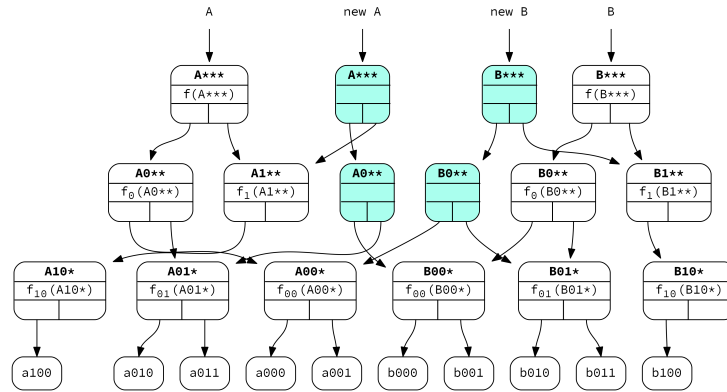 A
new A
new B
B
A***
f(A***)
A***
B***
B***
f(B***)
A0**
f₀(A0**)
A1**
f₁(A1**)
A0**
B0**
B0**
f₀(B0**)
B1**
f₁(B1**)
A10*
f₁₀(A10*)
A01*
f₀₁(A01*)
A00*
f₀₀(A00*)
B00*
f₀₀(B00*)
B01*
f₀₁(B01*)
B10*
f₁₀(B10*)
a100
a010
a011
a000
a001
b000
b001
b010
b011
b100